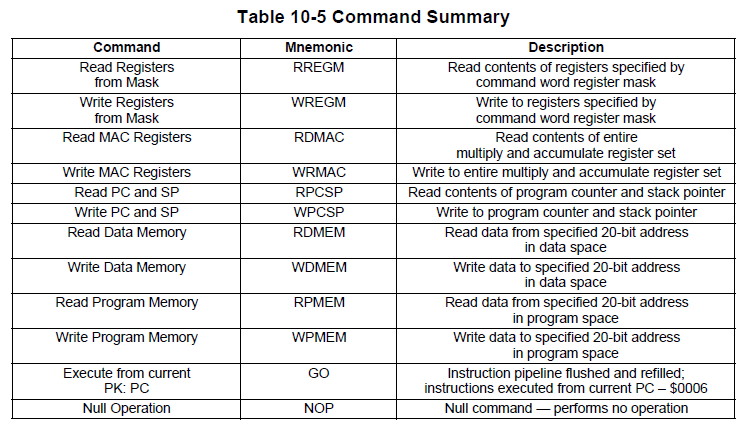 Table 10-5 Command Summary
Command Mnemonic Description
Read Registers
from Mask
RREGM
Read contents of registers specified by
command word register mask
Write Registers
from Mask
WREGM
Write to registers specified by
command word register mask
Read MAC Registers
RDMAC
Read contents of entire
multiply and accumulate register set
Write MAC Registers WRMAC Write to entire multiply and accumulate register set
Read PC and SP RPCSP Read contents of program counter and stack pointer
Write PC and SP WPCSP Write to program counter and stack pointer
Read Data Memory
RDMEM
Read data from specified 20-bit address
in data space
Write Data Memory
WDMEM
Write data to specified 20-bit address
in data space
Read Program Memory
RPMEM
Read data from specified 20-bit address
in program space
Write Program Memory
WPMEM
Write data to specified 20-bit address
in program space
Execute from current
PK: PC
GO
Instruction pipeline flushed and refilled;
instructions executed from current PC – $0006
Null Operation NOP Null command — performs no operation